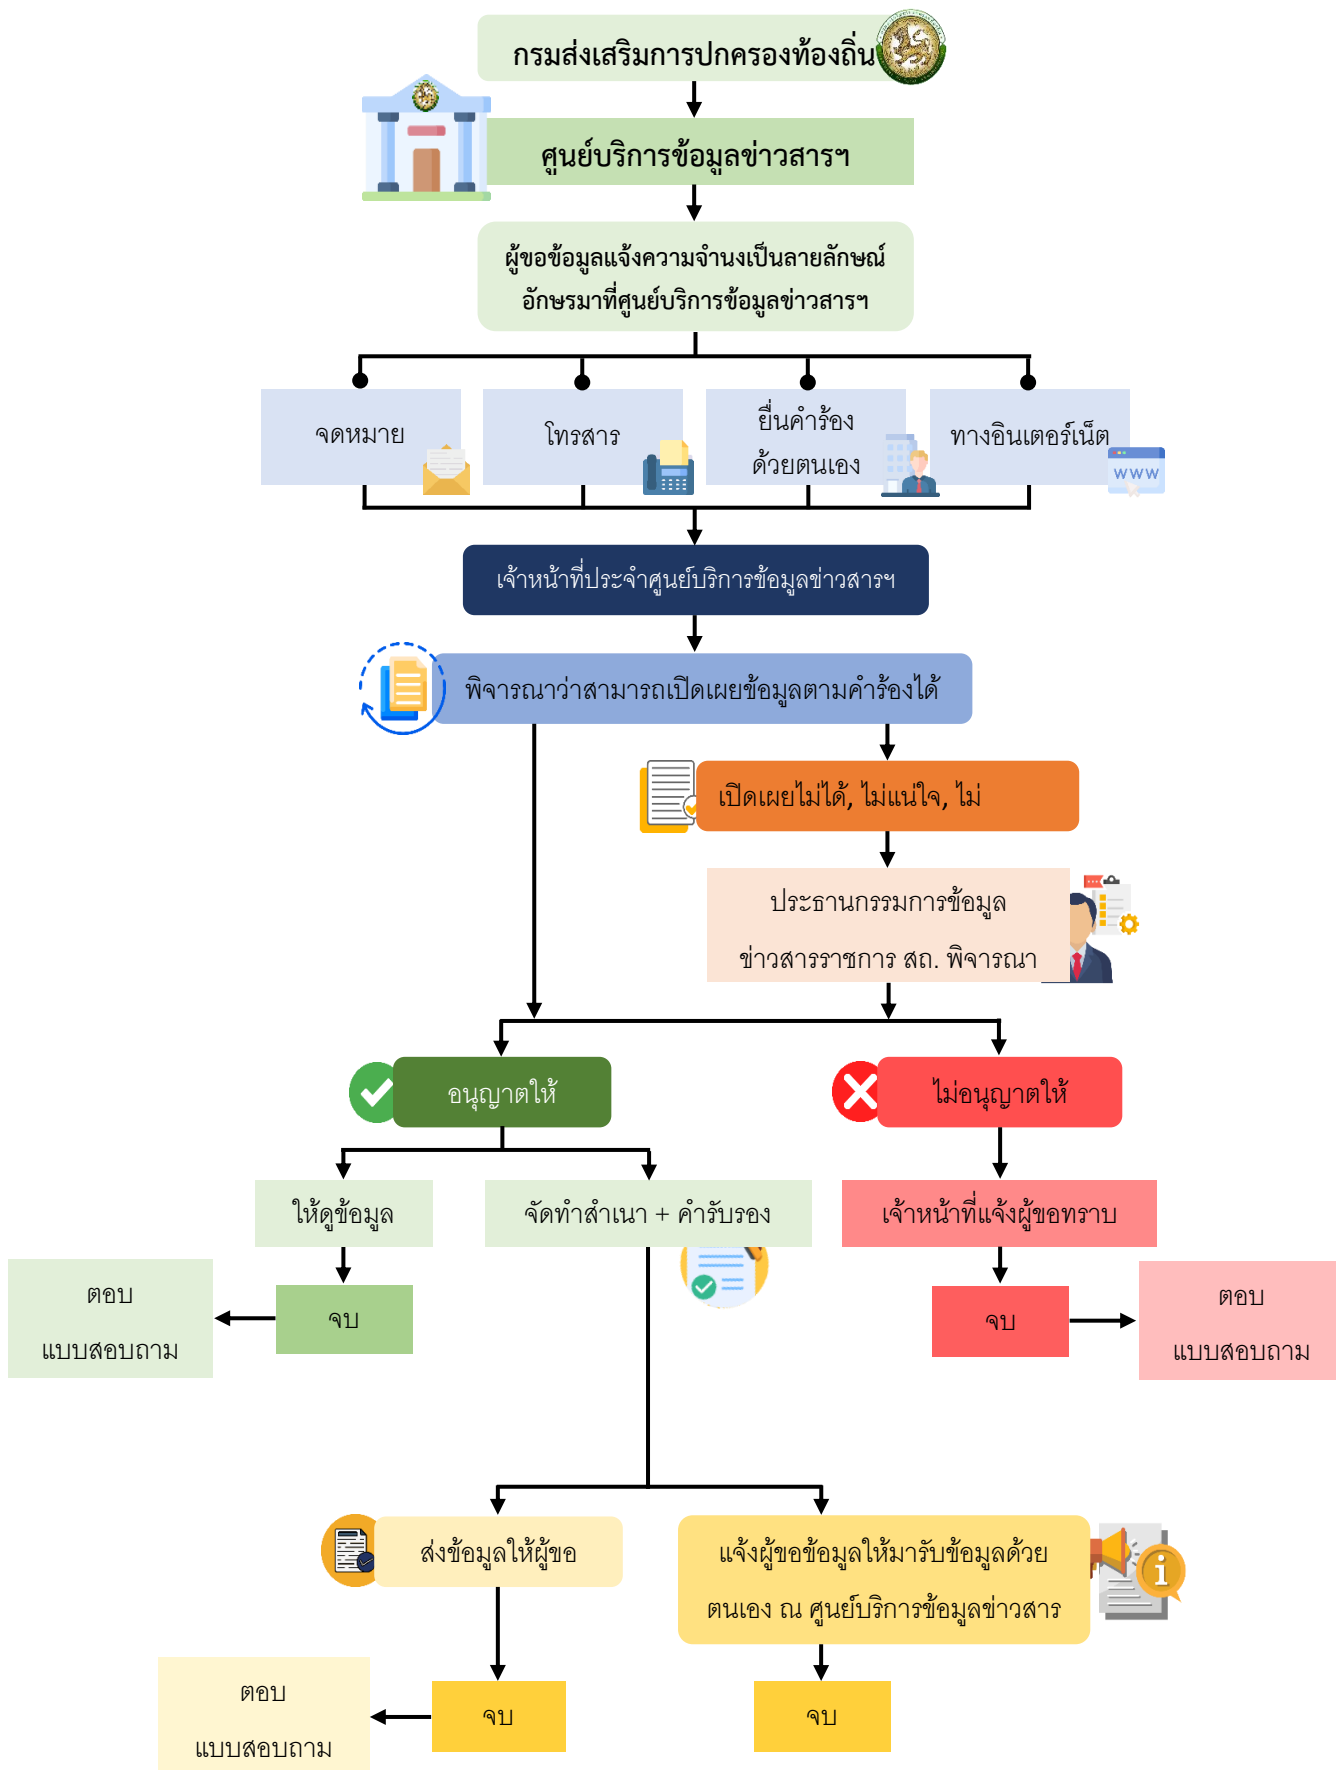 กรมส่งเสริมการปกครองท้องถิ่น
ศูนย์บริการข้อมูลข่าวสารฯ
ผู้ขอข้อมูลแจ้งความจำนงเป็นลายลักษณ์
อักษรมาที่ศูนย์บริการข้อมูลข่าวสารฯ
จดหมาย
โทรสาร
ยื่นคำร้อง
ด้วยตนเอง
ทางอินเตอร์เน็ต
WWW
เจ้าหน้าที่ประจำศูนย์บริการข้อมูลข่าวสารฯ
พิจารณาว่าสามารถเปิดเผยข้อมูลตามคำร้องได้
เปิดเผยไม่ได้, ไม่แน่ใจ, ไม่
ประธานกรรมการข้อมูล
ข่าวสารราชการ สถ. พิจารณา
อนุญาตให้
ไม่อนุญาตให้
ให้ดูข้อมูล
จัดทำสำเนา + คำรับรอง
เจ้าหน้าที่แจ้งผู้ขอทราบ
ตอบ
แบบสอบถาม
จบ
จบ
ตอบ
แบบสอบถาม
ส่งข้อมูลให้ผู้ขอ
แจ้งผู้ขอข้อมูลให้มารับข้อมูลด้วย
ตนเอง ณ ศูนย์บริการข้อมูลข่าวสาร
i
ตอบ
แบบสอบถาม
จบ
จบ